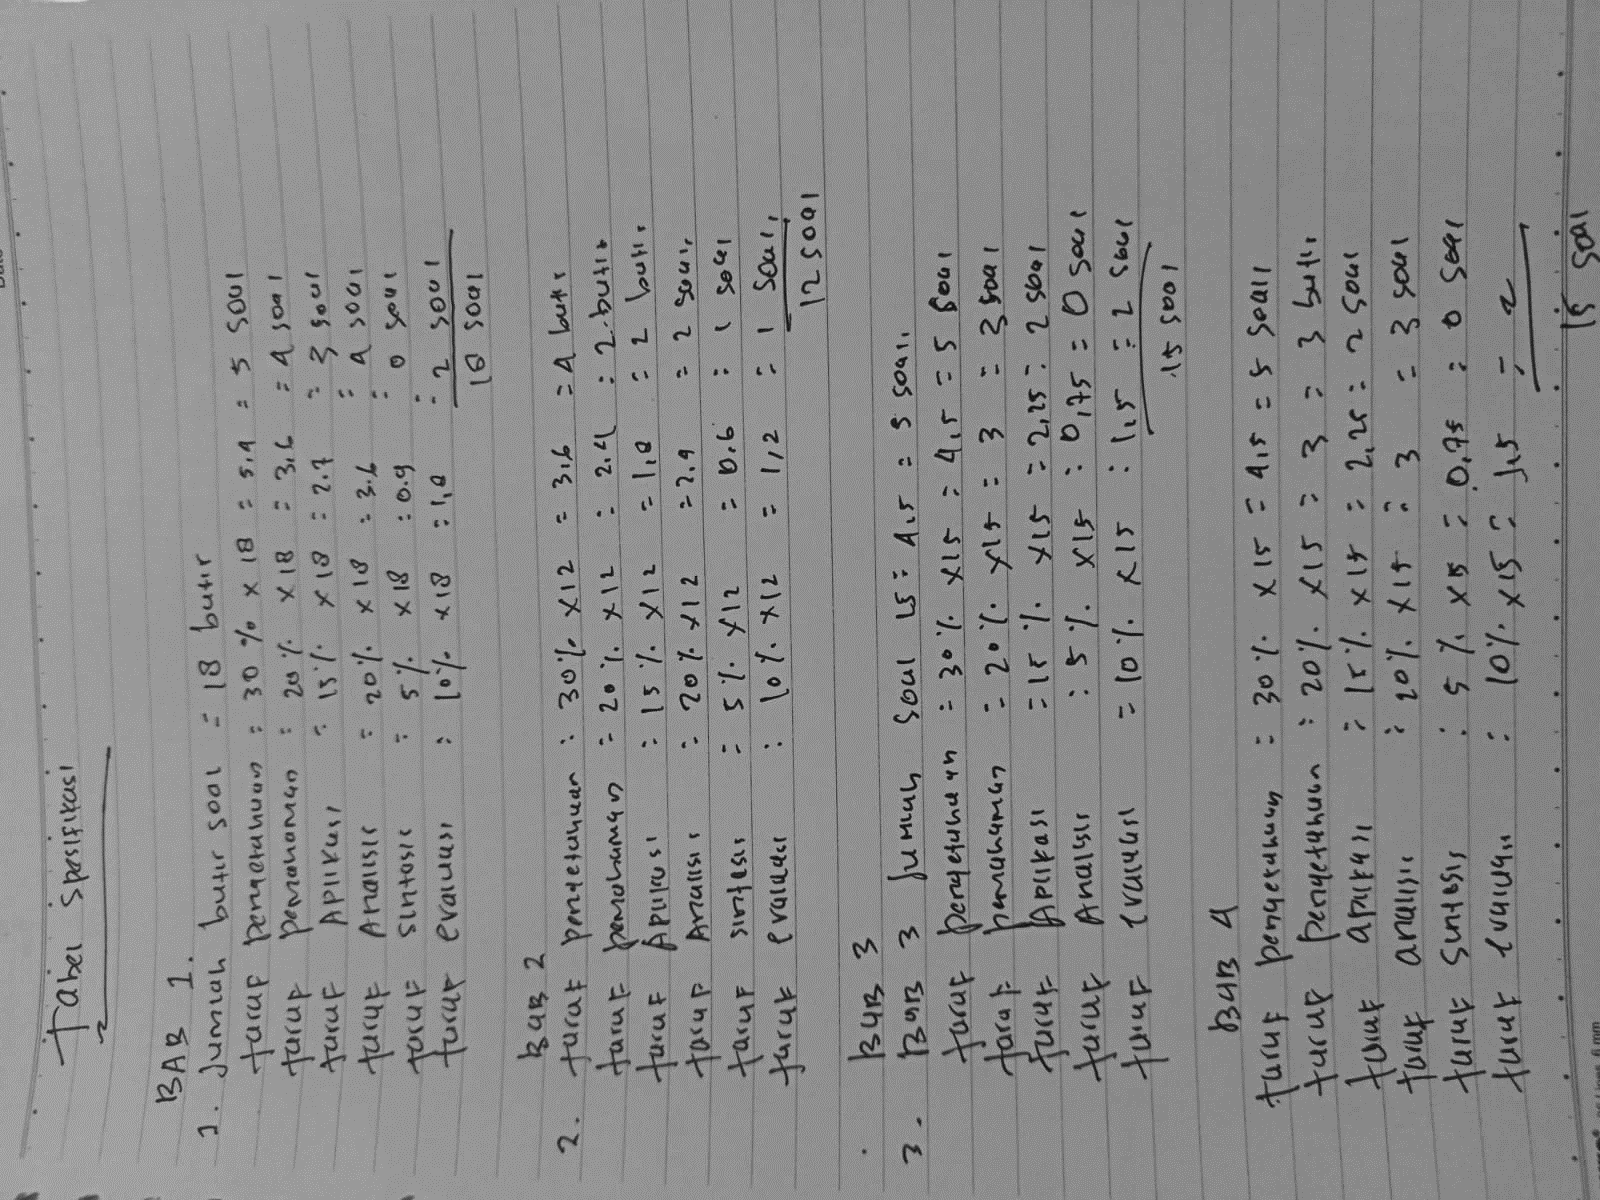 Tabel Spesifikasi
BAB 1.
1. Jumlah butir soal = 18 butir
taraf pengetahuan : 30% x 18 = 5,4 = 5 soal
taraf pemahaman : 20% x 18 = 3,6 = 4 soal
taraf Aplikasi : 15% x 18 : 2.7 = 3 soal
taraf Analisis = 20% x 18 : 3.6 = 4 soal
taraf sintesis = 5% x 18 : 0.9 : 0 soal
taraf evaluasi : 10% x 18 : 1,8 : 2 soal
18 soal
BAB 2
2. taraf pengetahuan : 30% x 12 = 3,6 = 4 butir
taraf pemahaman = 20% x 12 : 2,4 : 2 butir
taraf Aplikasi : 15% x 12 = 1,8 = 2 butir
taraf Analisis : 20% x 12 = 2.4 = 2 soal
taraf sintesis = 5% x 12 = 0.6 : 1 soal
taraf evaluasi : 10% x 12 = 1,2 = 1 soal
12 soal
BAB 3
3. BAB 3 Jumlah soal 15 = 4,5 = 5 soal
taraf pengetahuan : 30% x 15 = 4,5 = 5 soal
taraf pemahaman = 20% x 15 = 3 = 3 soal
taraf Aplikasi = 15% x 15 = 2,25 = 2 soal
taraf Analisis : 5% x 15 : 0,75 = 0 soal
taraf evaluasi = 10% x 15 : 1,5 = 2 soal
15 soal
BAB 4
taraf pengetahuan : 30% x 15 = 4,5 = 5 soal
taraf pengetahuan : 20% x 15 = 3 = 3 butir
taraf aplikasi = 15% x 15 = 2,25 = 2 soal
taraf analisis : 20% x 15 = 3 = 3 soal
taraf sintesis : 5% x 15 = 0,75 : 0 soal
taraf evaluasi : 10% x 15 = 1,5 = 2
15 soal